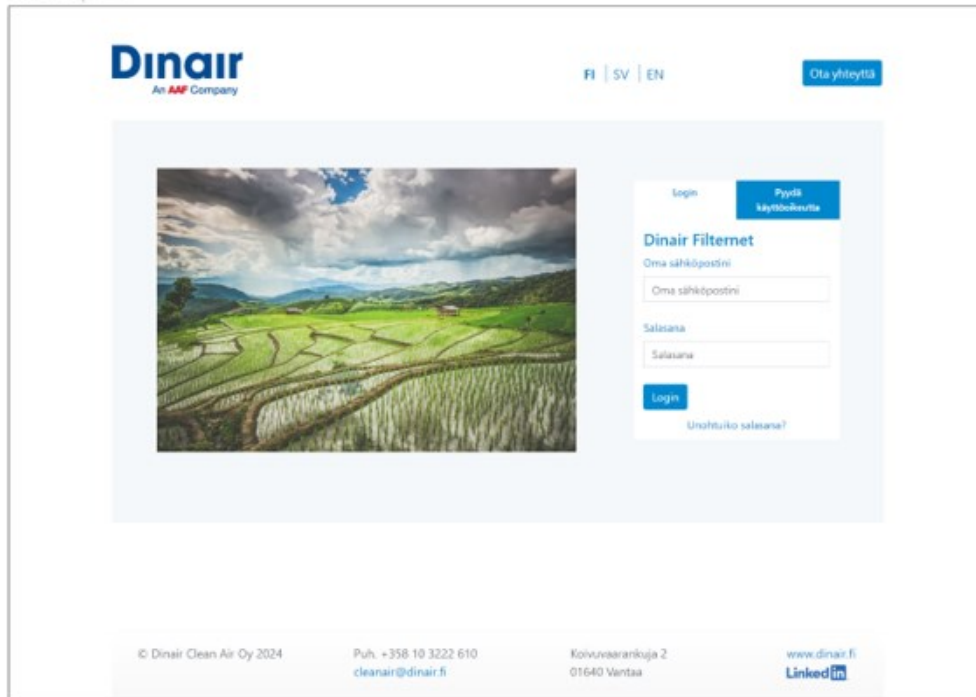 Dinair
An AAF Company
FI | SV | EN
Ota yhteyttä
Login
Pyydä
käyttöoikeutta
Dinair Filternet
Oma sähköpostini
Oma sähköpostini
Salasana
Salasana
Login
Unohtuiko salasana?
© Dinair Clean Air Oy 2024
Puh. +358 10 3222 610
cleanair@dinair.fi
Koivuvaarankuja 2
01640 Vantaa
www.dinair.fi
Linked in